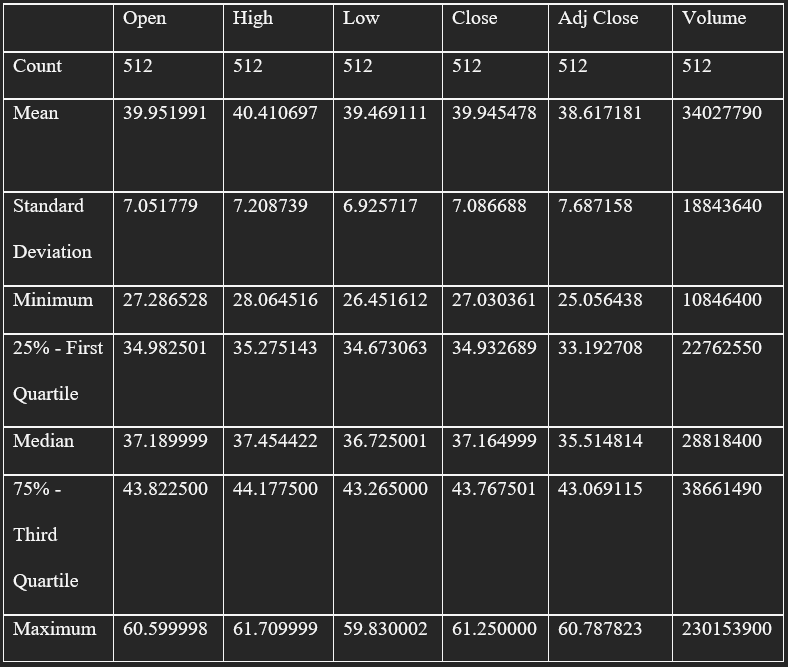 Open High Low Close Adj Close Volume
Count 512 512 512 512 512 512
Mean 39.951991 40.410697 39.469111 39.945478 38.617181 34027790
Standard 7.051779 7.208739 6.925717 7.086688 7.687158 18843640
Deviation
Minimum 27.286528 28.064516 26.451612 27.030361 25.056438 10846400
25% - First 34.982501 35.275143 34.673063 34.932689 33.192708 22762550
Quartile
Median 37.189999 37.454422 36.725001 37.164999 35.514814 28818400
75% - 43.822500 44.177500 43.265000 43.767501 43.069115 38661490
Third
Quartile
Maximum 60.599998 61.709999 59.830002 61.250000 60.787823 230153900